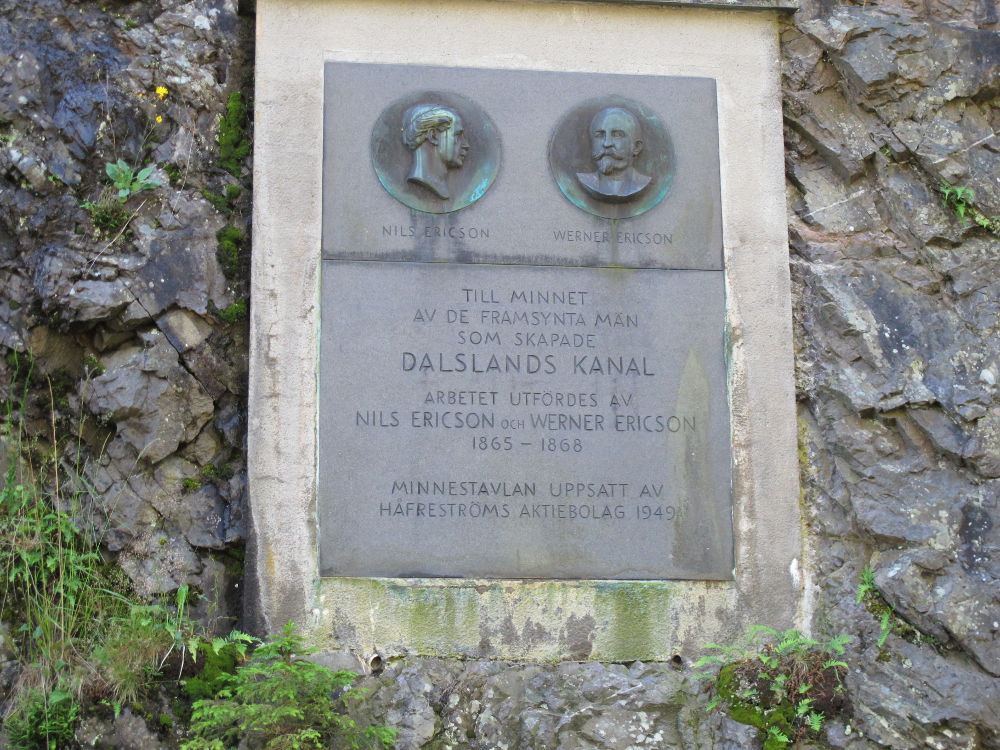 NILS ERICSON WERNER ERICSON
TILL MINNET
AV DE FRAMSYNTA MÄN
SOM SKAPADE
DALSLANDS KANAL
ARBETET UTFÖRDES AV
NILS ERICSON OCH WERNER ERICSON
1865 – 1868
MINNESTAVLAN UPPSATT AV
HÅFRESTRÖMS AKTIEBOLAG 1949